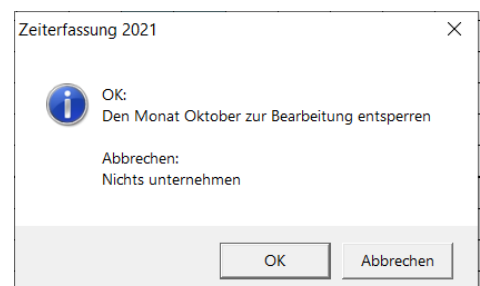 Zeiterfassung 2021
OK:
Den Monat Oktober zur Bearbeitung entsperren
Abbrechen:
Nichts unternehmen
OK
Abbrechen